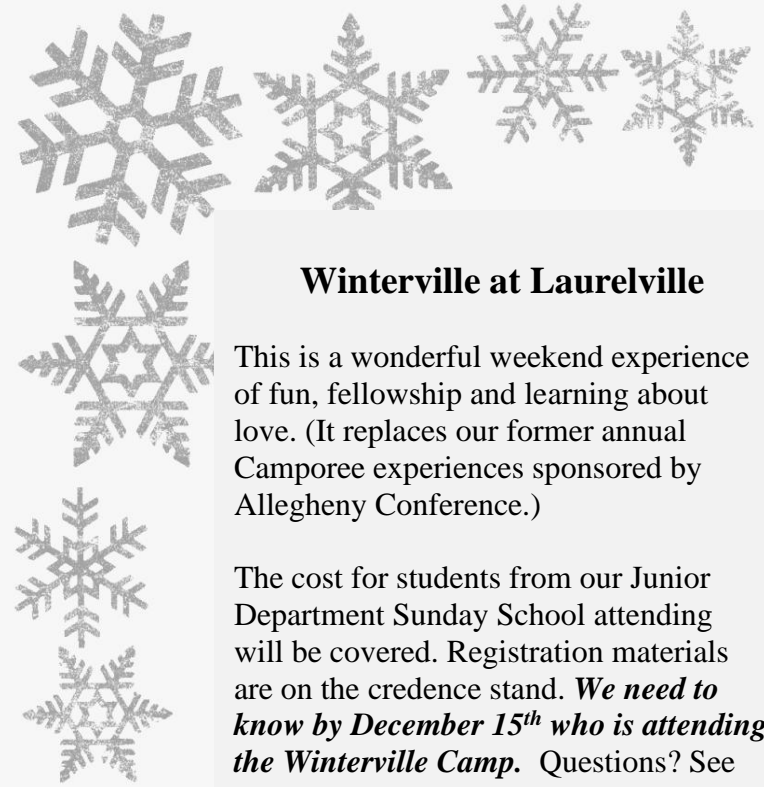 Winterville at Laurelville
This is a wonderful weekend experience
of fun, fellowship and learning about
love. (It replaces our former annual
Camporee experiences sponsored by
Allegheny Conference.)
The cost for students from our Junior
Department Sunday School attending
will be covered. Registration materials
are on the credence stand. We need to
know by December 15th who is attending
the Winterville Camp. Questions? See